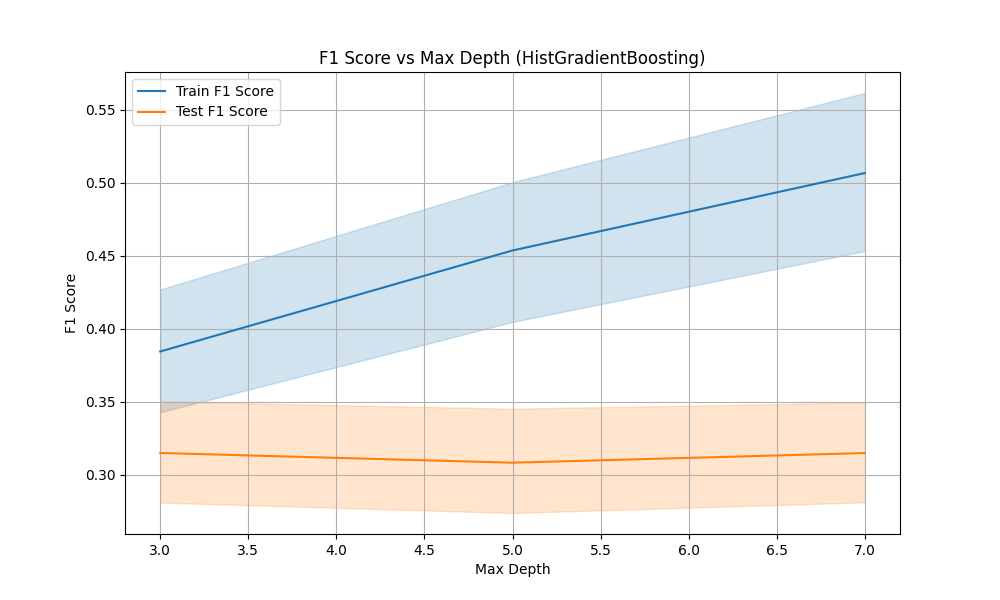 F1 Score vs Max Depth (HistGradientBoosting)
Train F1 Score
Test F1 Score
F1 Score
0.55
0.50
0.45
0.40
0.35
0.30
3.0 3.5 4.0 4.5 5.0 5.5 6.0 6.5 7.0
Max Depth